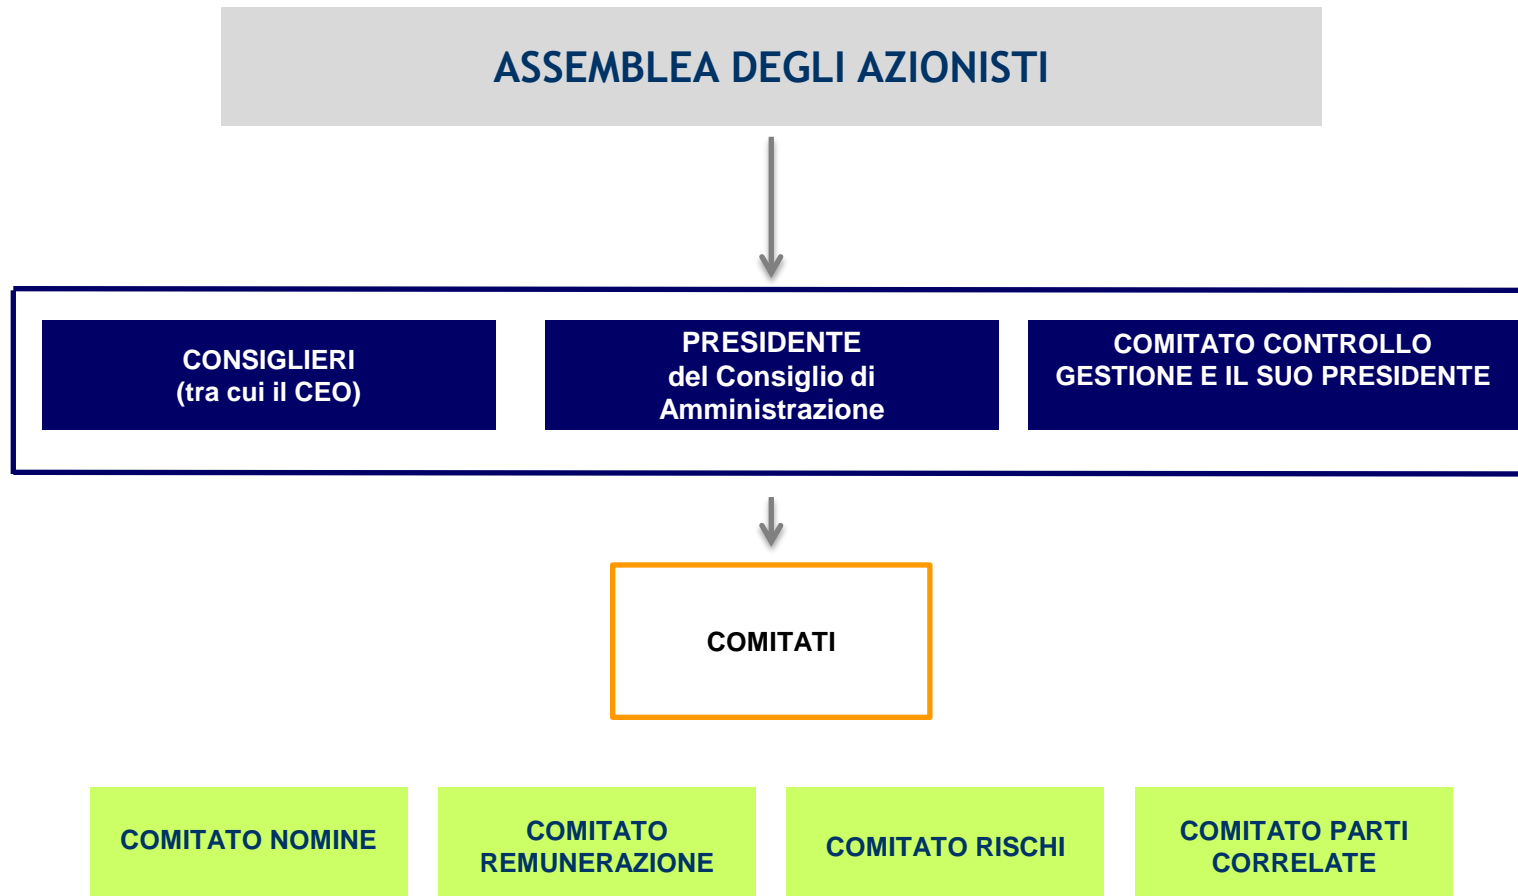 ASSEMBLEA DEGLI AZIONISTI
CONSIGLIERI
(tra cui il CEO)
PRESIDENTE
del Consiglio di
Amministrazione
COMITATO CONTROLLO
GESTIONE E IL SUO PRESIDENTE
COMITATI
COMITATO NOMINE
COMITATO
REMUNERAZIONE
COMITATO RISCHI
COMITATO PARTI
CORRELATE